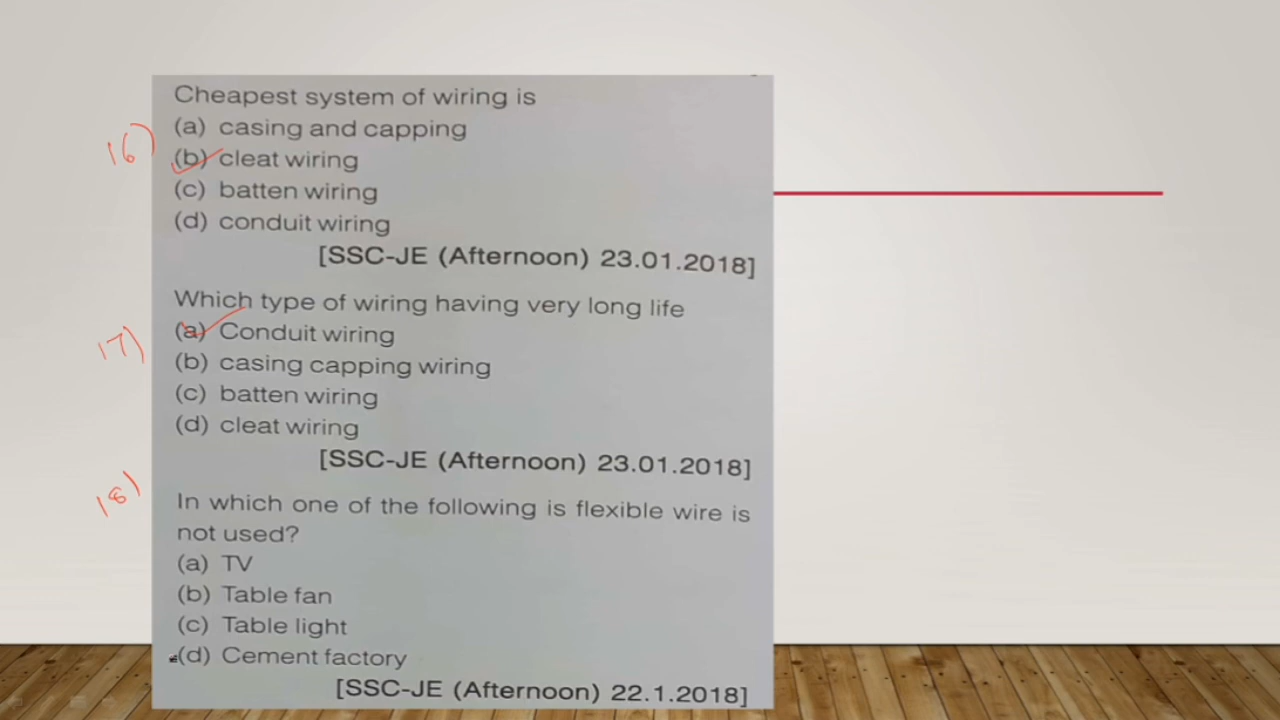 Cheapest system of wiring is
16) (a) casing and capping
(b) cleat wiring
(c) batten wiring
(d) conduit wiring
[SSC-JE (Afternoon) 23.01.2018]
Which type of wiring having very long life
17) (a) Conduit wiring
(b) casing capping wiring
(c) batten wiring
(d) cleat wiring
[SSC-JE (Afternoon) 23.01.2018]
18) In which one of the following is flexible wire is
not used?
(a) TV
(b) Table fan
(c) Table light
(d) Cement factory
[SSC-JE (Afternoon) 22.1.2018]